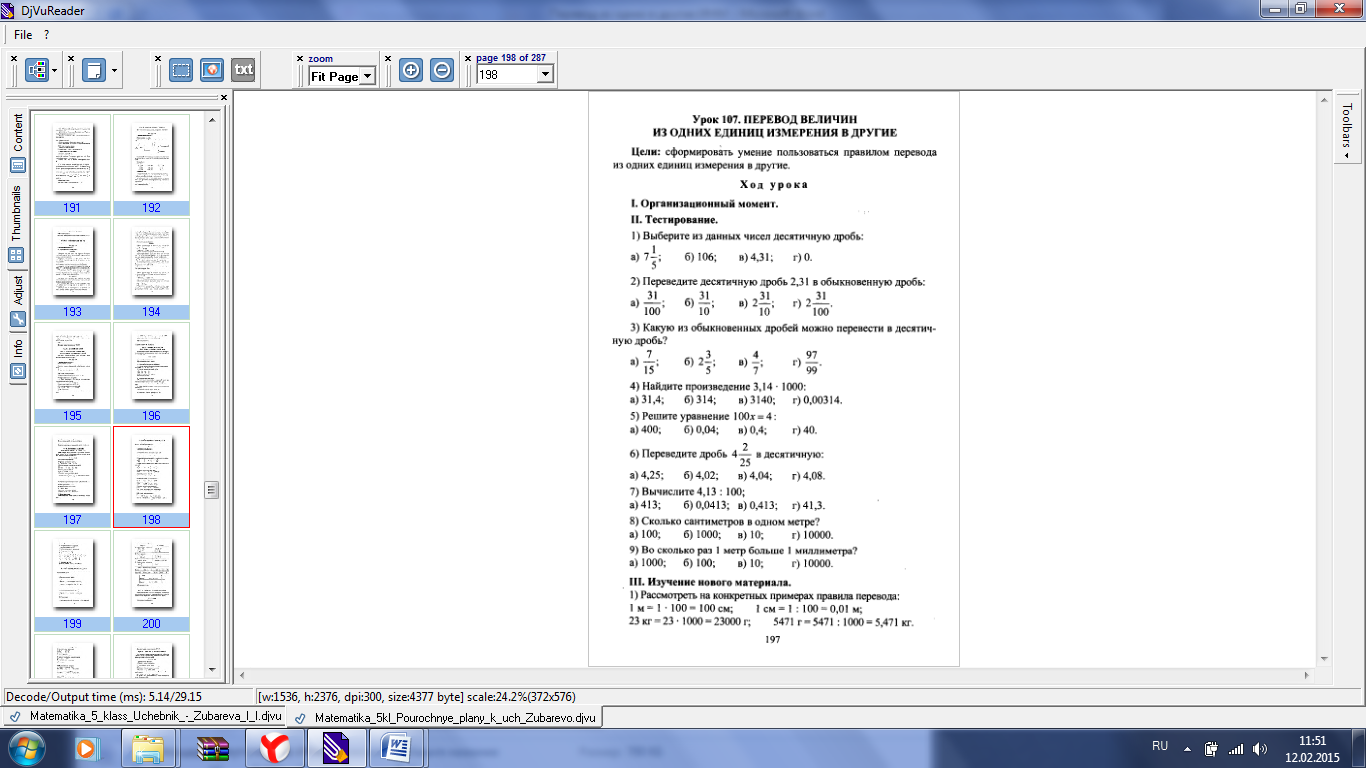 DjVuReader
File ?
zoom
page 198 of 287
txt
Fit Page
198
Content
Thumbnails
Adjust
Info
Toolbars
191 192
193 194
195 196
197 198
199 200
Урок 107. ПЕРЕВОД ВЕЛИЧИН
ИЗ ОДНИХ ЕДИНИЦ ИЗМЕРЕНИЯ В ДРУГИЕ
Цели: сформировать умение пользоваться правилом перевода
из одних единиц измерения в другие.
Ход урока
I. Организационный момент.
II. Тестирование.
1) Выберите из данных чисел десятичную дробь:
а) 7 1/5; б) 106; в) 4,31; г) 0.
2) Переведите десятичную дробь 2,31 в обыкновенную дробь:
а) 31/100; б) 31/10; в) 2 31/10; г) 2 31/100.
3) Какую из обыкновенных дробей можно перевести в десятич-
ную дробь?
а) 7/15; б) 2 3/5; в) 4/7; г) 97/99.
4) Найдите произведение 3,14 · 1000:
а) 31,4; б) 314; в) 3140; г) 0,00314.
5) Решите уравнение 100x = 4 :
а) 400; б) 0,04; в) 0,4; г) 40.
6) Переведите дробь 4 2/25 в десятичную:
а) 4,25; б) 4,02; в) 4,04; г) 4,08.
7) Вычислите 4,13 : 100;
а) 413; б) 0,0413; в) 0,413; г) 41,3.
8) Сколько сантиметров в одном метре?
а) 100; б) 1000; в) 10; г) 10000.
9) Во сколько раз 1 метр больше 1 миллиметра?
а) 1000; б) 100; в) 10; г) 10000.
III. Изучение нового материала.
1) Рассмотреть на конкретных примерах правила перевода:
1 м = 1 · 100 = 100 см; 1 см = 1 : 100 = 0,01 м;
23 кг = 23 · 1000 = 23000 г; 5471 г = 5471 : 1000 = 5,471 кг.
197
Decode/Output time (ms): 5.14/29.15 [w:1536, h:2376, dpi:300, size:4377 byte] scale:24.2%(372x576)
Matematika_5_klass_Uchebnik_-_Zubareva_I_I.djvu Matematika_5kl_Pourochnye_plany_k_uch_Zubarevo.djvu
RU
11:51
12.02.2015